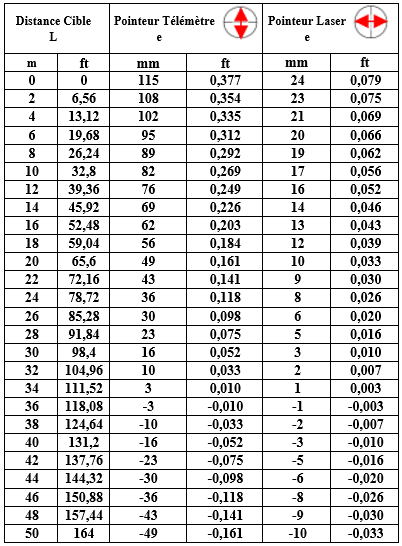 Distance Cible Pointeur Télémètre Pointeur Laser
L e e
m ft mm ft mm ft
0 0 115 0,377 24 0,079
2 6,56 108 0,354 23 0,075
4 13,12 102 0,335 21 0,069
6 19,68 95 0,312 20 0,066
8 26,24 89 0,292 19 0,062
10 32,8 82 0,269 17 0,056
12 39,36 76 0,249 16 0,052
14 45,92 69 0,226 14 0,046
16 52,48 62 0,203 13 0,043
18 59,04 56 0,184 12 0,039
20 65,6 49 0,161 10 0,033
22 72,16 43 0,141 9 0,030
24 78,72 36 0,118 8 0,026
26 85,28 30 0,098 6 0,020
28 91,84 23 0,075 5 0,016
30 98,4 16 0,052 3 0,010
32 104,96 10 0,033 2 0,007
34 111,52 3 0,010 1 0,003
36 118,08 -3 -0,010 -1 -0,003
38 124,64 -10 -0,033 -2 -0,007
40 131,2 -16 -0,052 -3 -0,010
42 137,76 -23 -0,075 -5 -0,016
44 144,32 -30 -0,098 -6 -0,020
46 150,88 -36 -0,118 -8 -0,026
48 157,44 -43 -0,141 -9 -0,030
50 164 -49 -0,161 -10 -0,033